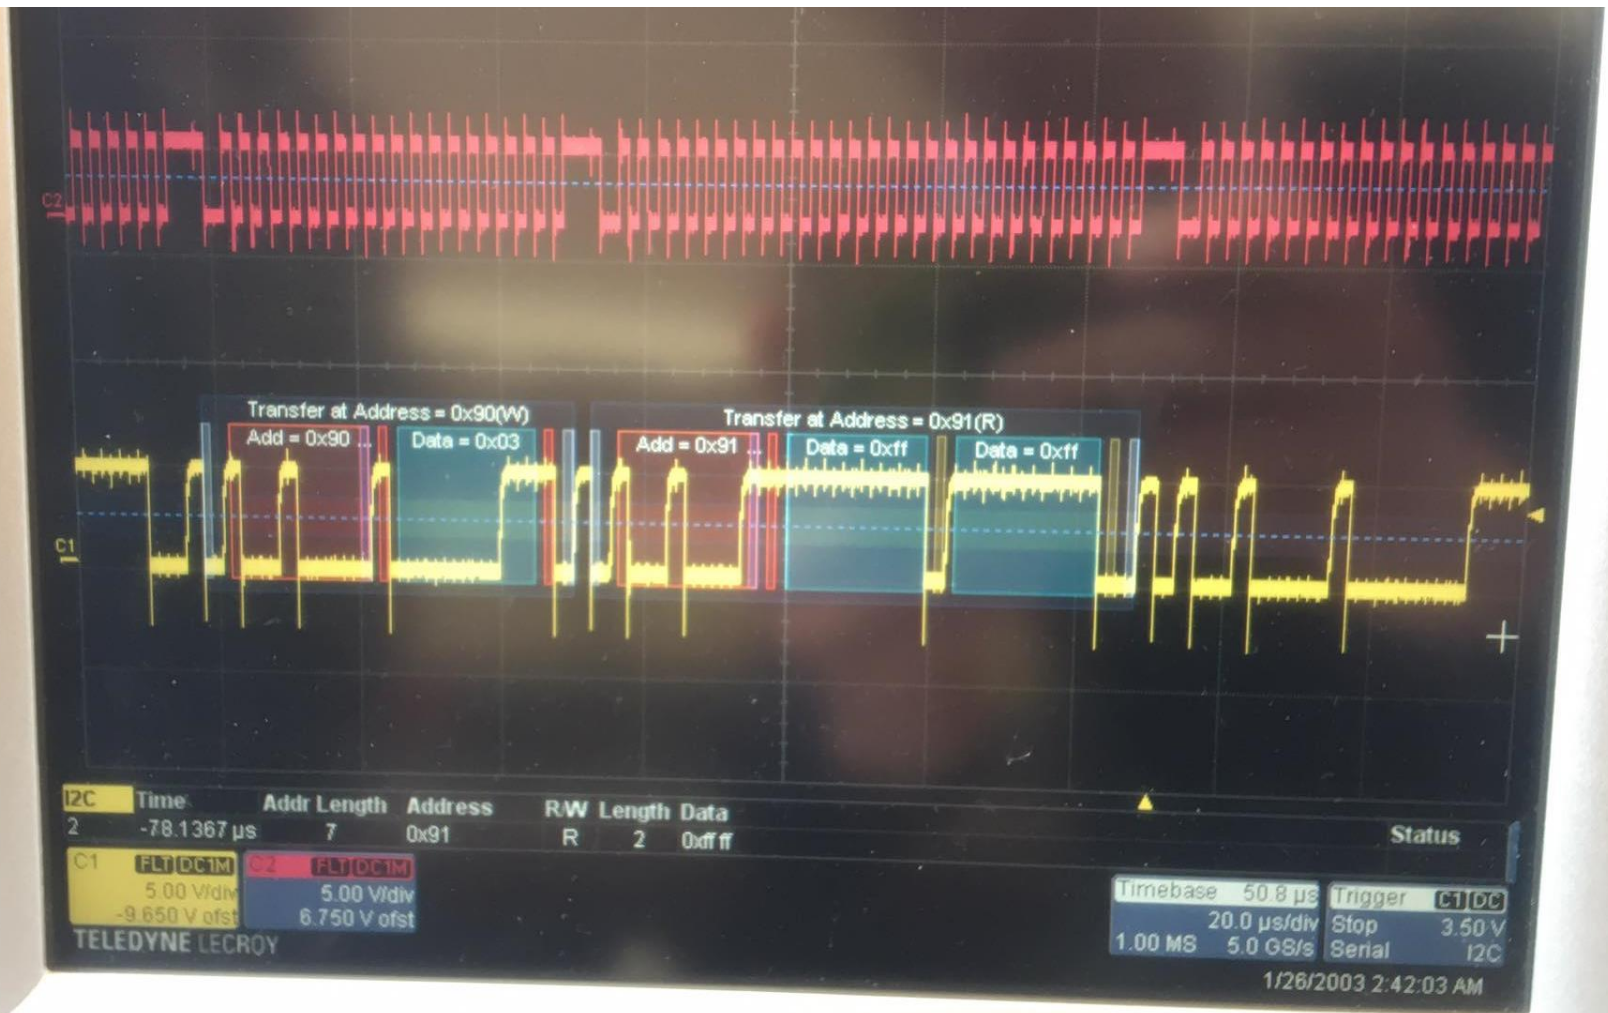 C2
Transfer at Address = 0x90(W)
Transfer at Address = 0x91(R)
Add = 0x90 ...
Data = 0x03
Add = 0x91 ...
Data = 0xff
Data = 0xff
C1
I2C Time Addr Length Address R/W Length Data
2 -78.1367 µs 7 0x91 R 2 0xff ff
Status
C1 FLT DC1M
5.00 V/div
-9.650 V ofst
C2 FLT DC1M
5.00 V/div
6.750 V ofst
Timebase 50.8 µs
20.0 µs/div
1.00 MS 5.0 GS/s
Trigger C1 DC
Stop 3.50 V
Serial I2C
TELEDYNE LECROY
1/26/2003 2:42:03 AM